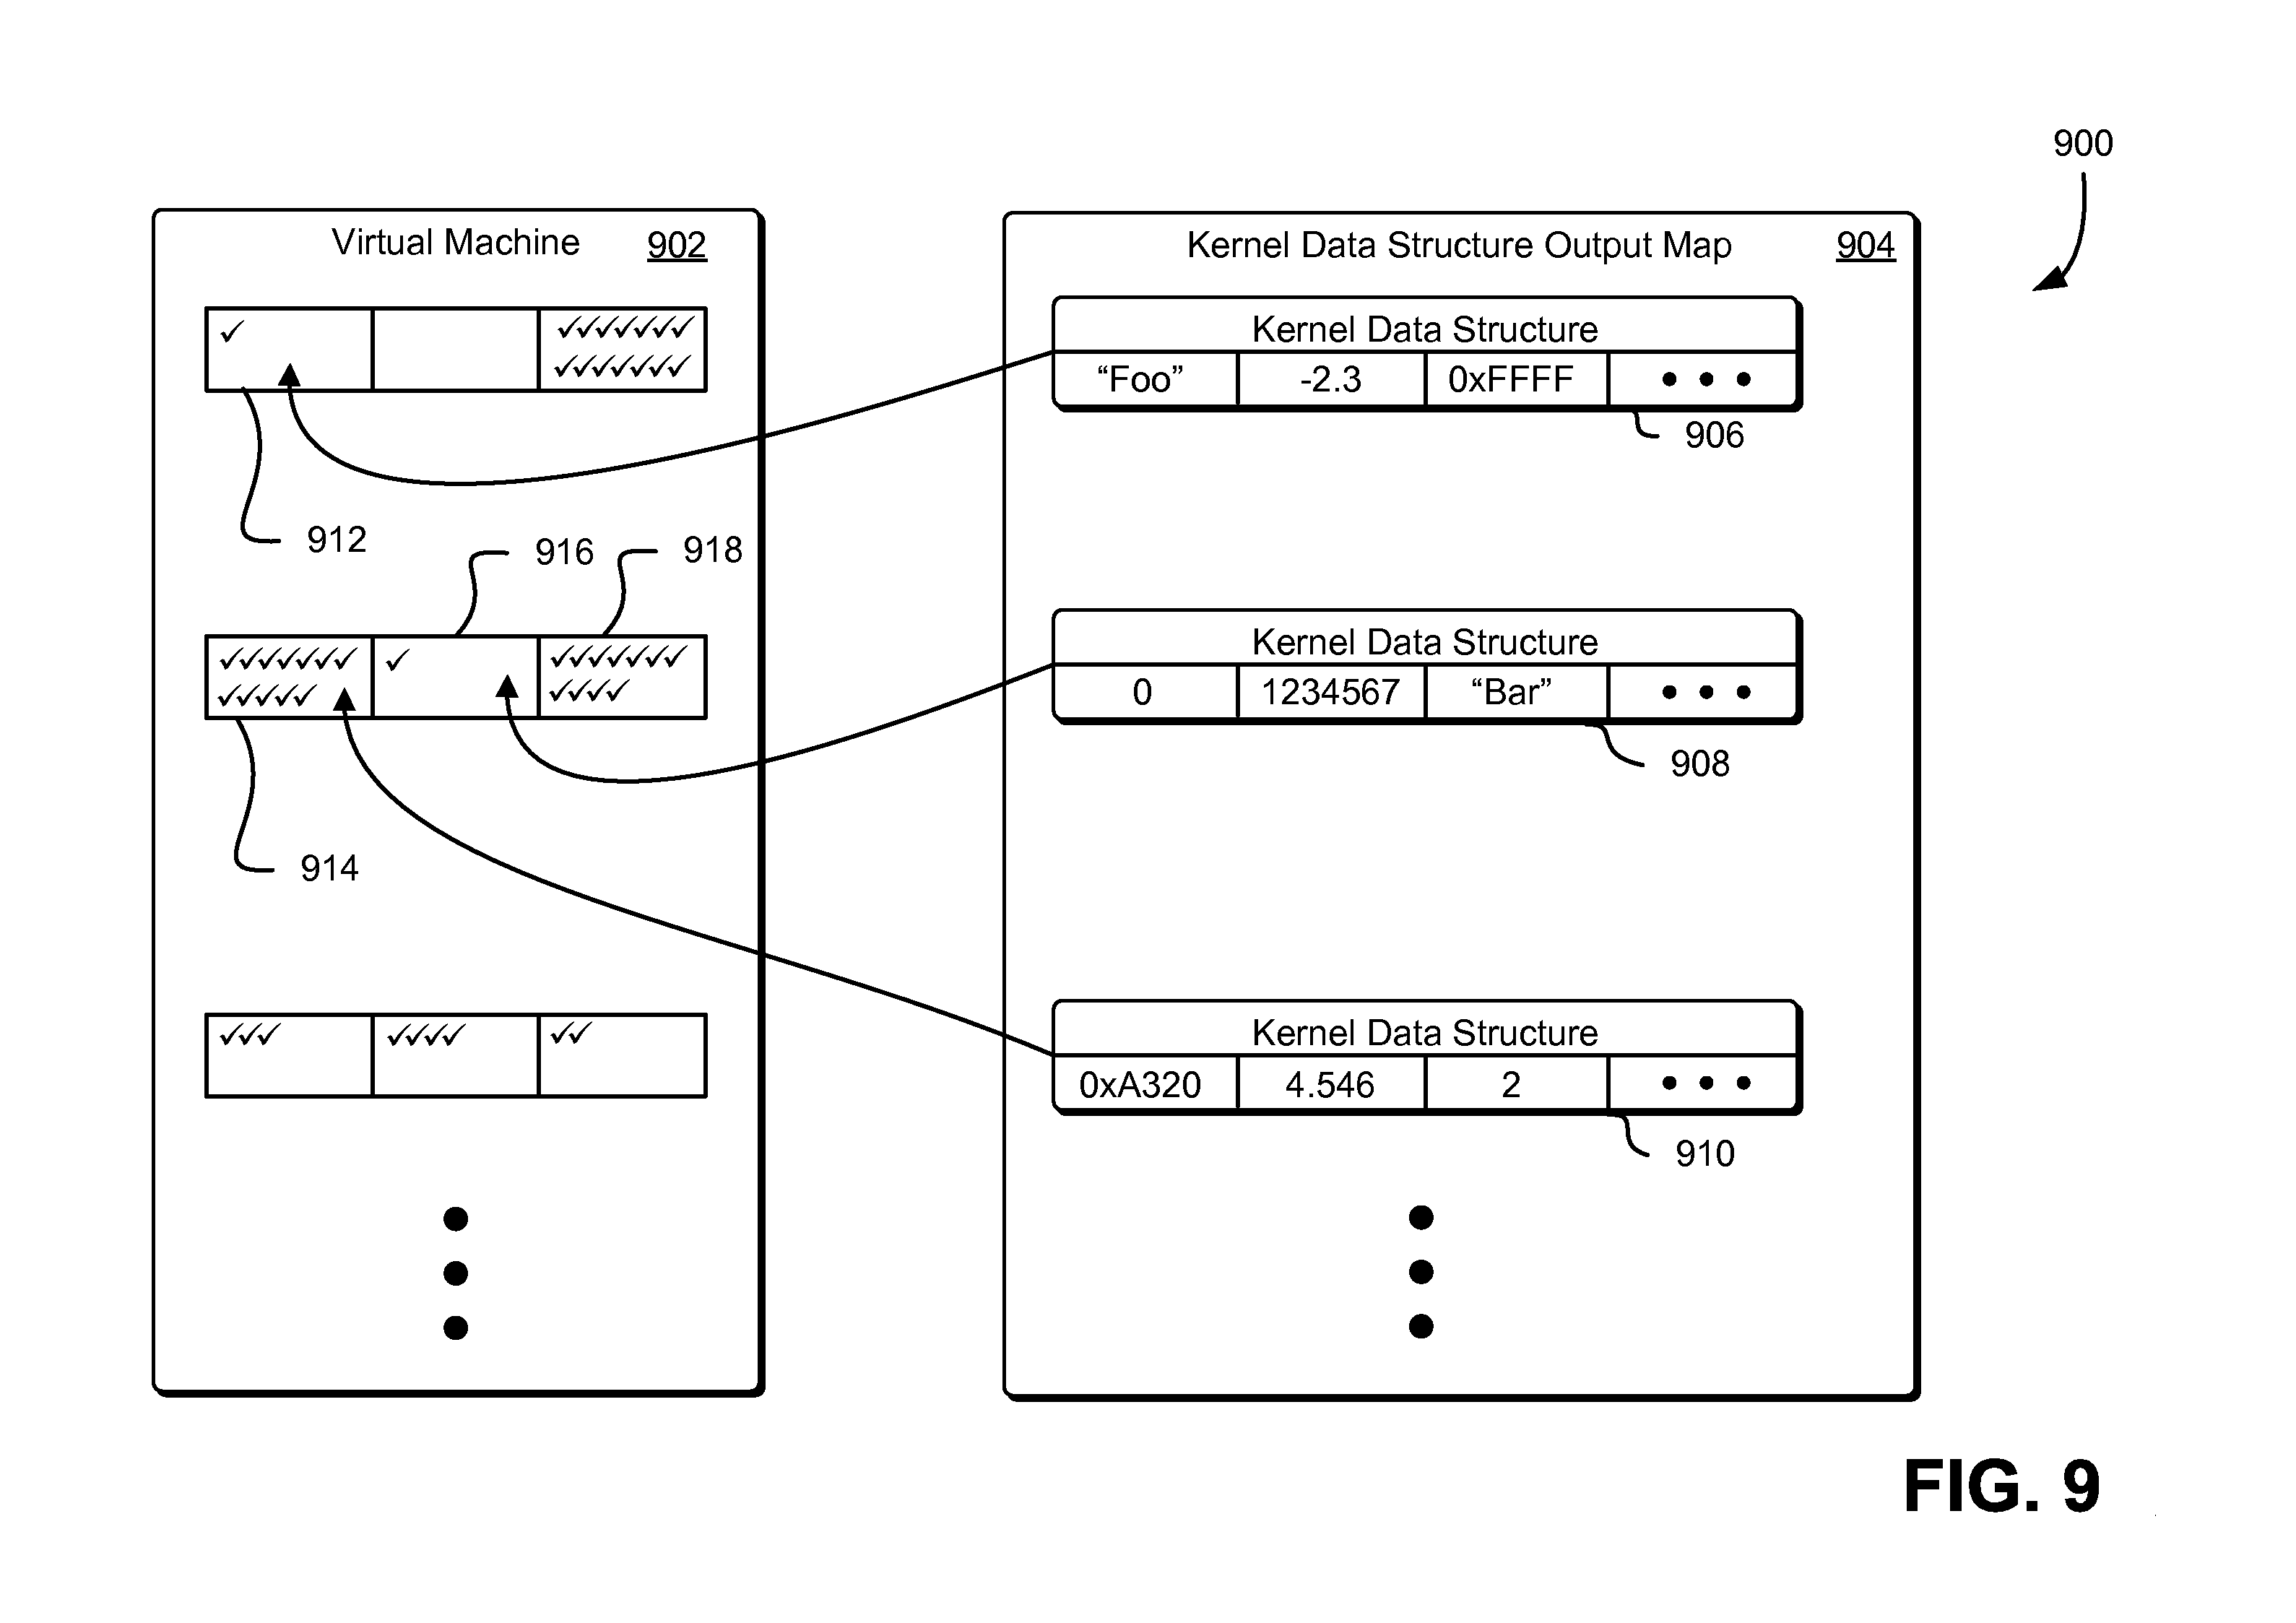 900
Virtual Machine 902
✓ ✓✓✓✓✓✓✓
✓✓✓✓✓✓✓
912
916 918
✓✓✓✓✓✓✓ ✓ ✓✓✓✓✓✓✓
✓✓✓✓✓ ✓✓✓✓
914
✓✓✓ ✓✓✓✓ ✓✓
Kernel Data Structure Output Map 904
Kernel Data Structure
“Foo” -2.3 0xFFFF • • •
906
Kernel Data Structure
0 1234567 “Bar” • • •
908
Kernel Data Structure
0xA320 4.546 2 • • •
910
FIG. 9